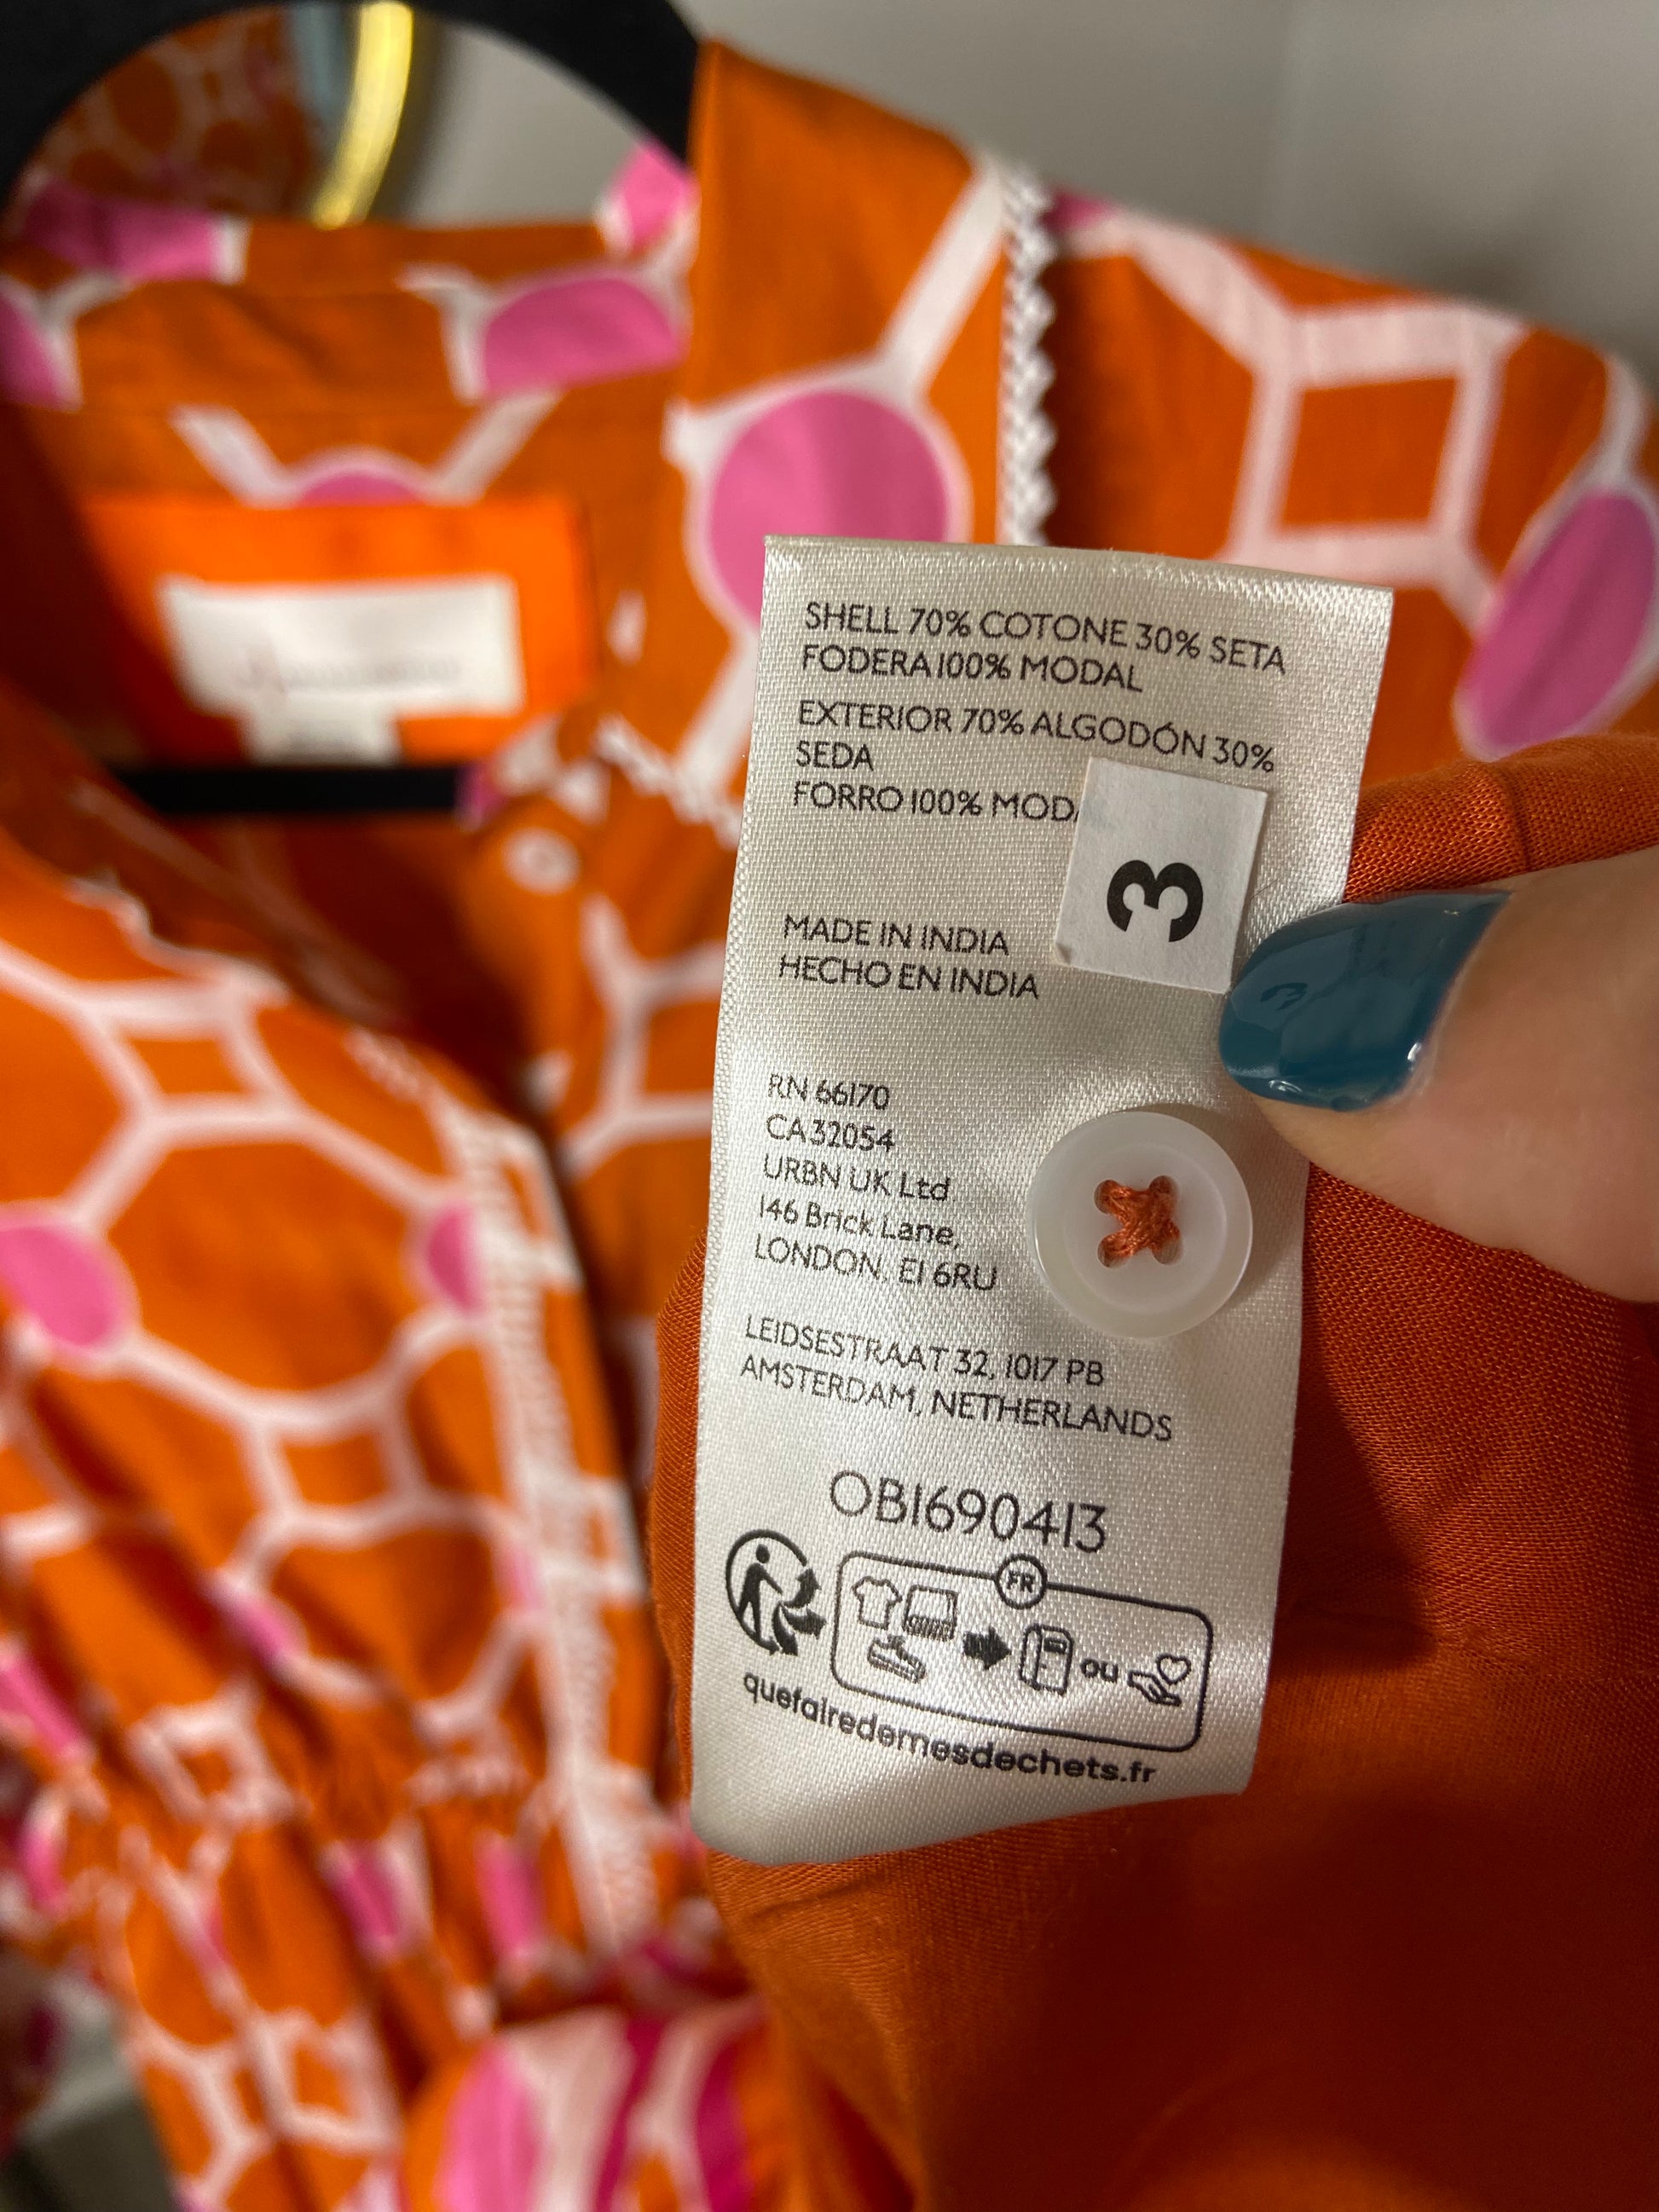 SHELL 70% COTONE 30% SETA
FODERA 100% MODAL
EXTERIOR 70% ALGODÓN 30%
SEDA
FORRO 100% MODA
3
MADE IN INDIA
HECHO EN INDIA
RN 66170
CA32054
URBN UK Ltd
146 Brick Lane,
LONDON, E1 6RU
LEIDSESTRAAT 32, 1017 PB
AMSTERDAM, NETHERLANDS
OB1690413
FR
ou
quefairedemesdechets.fr